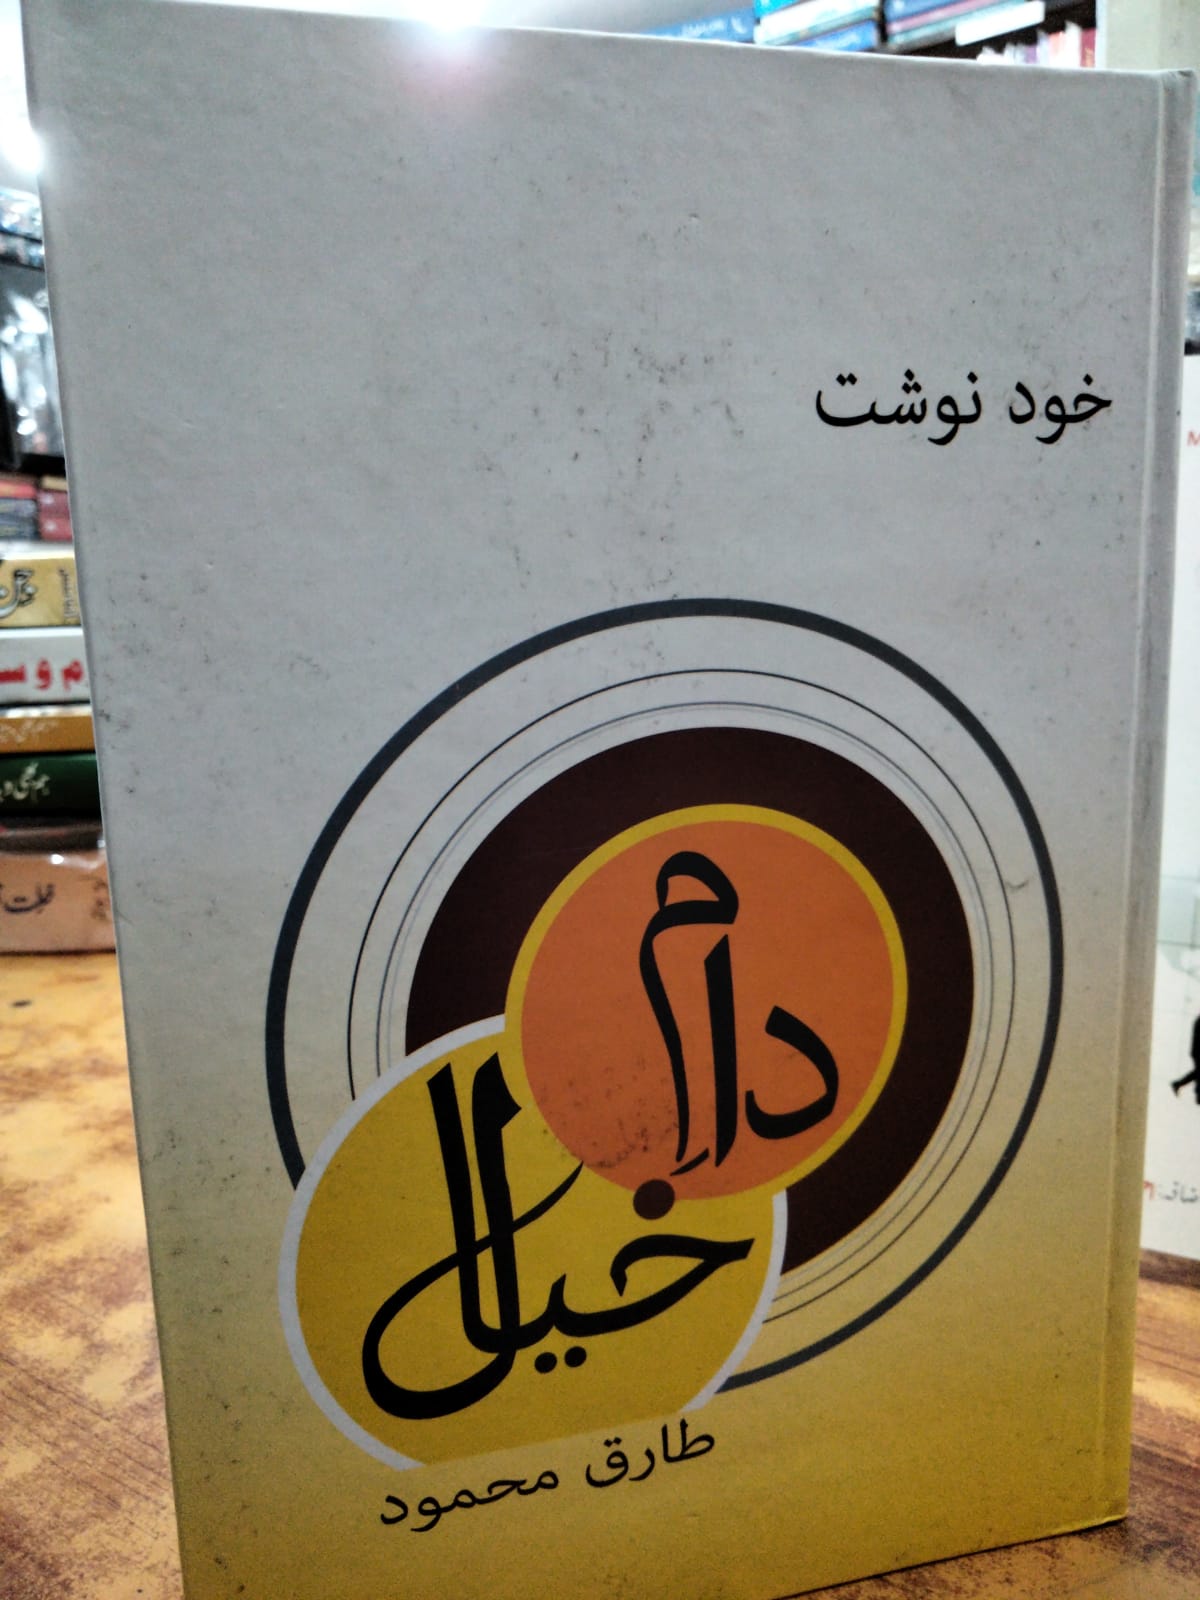 خود نوشت
دامِ
خیال
طارق محمود